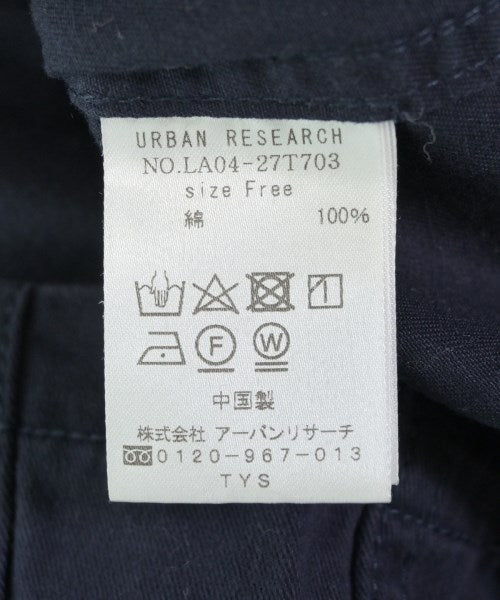 URBAN RESEARCH
NO.LA04-27T703
size Free
綿 100%
F W
中国製
株式会社 アーバンリサーチ
0120-967-013
TYS